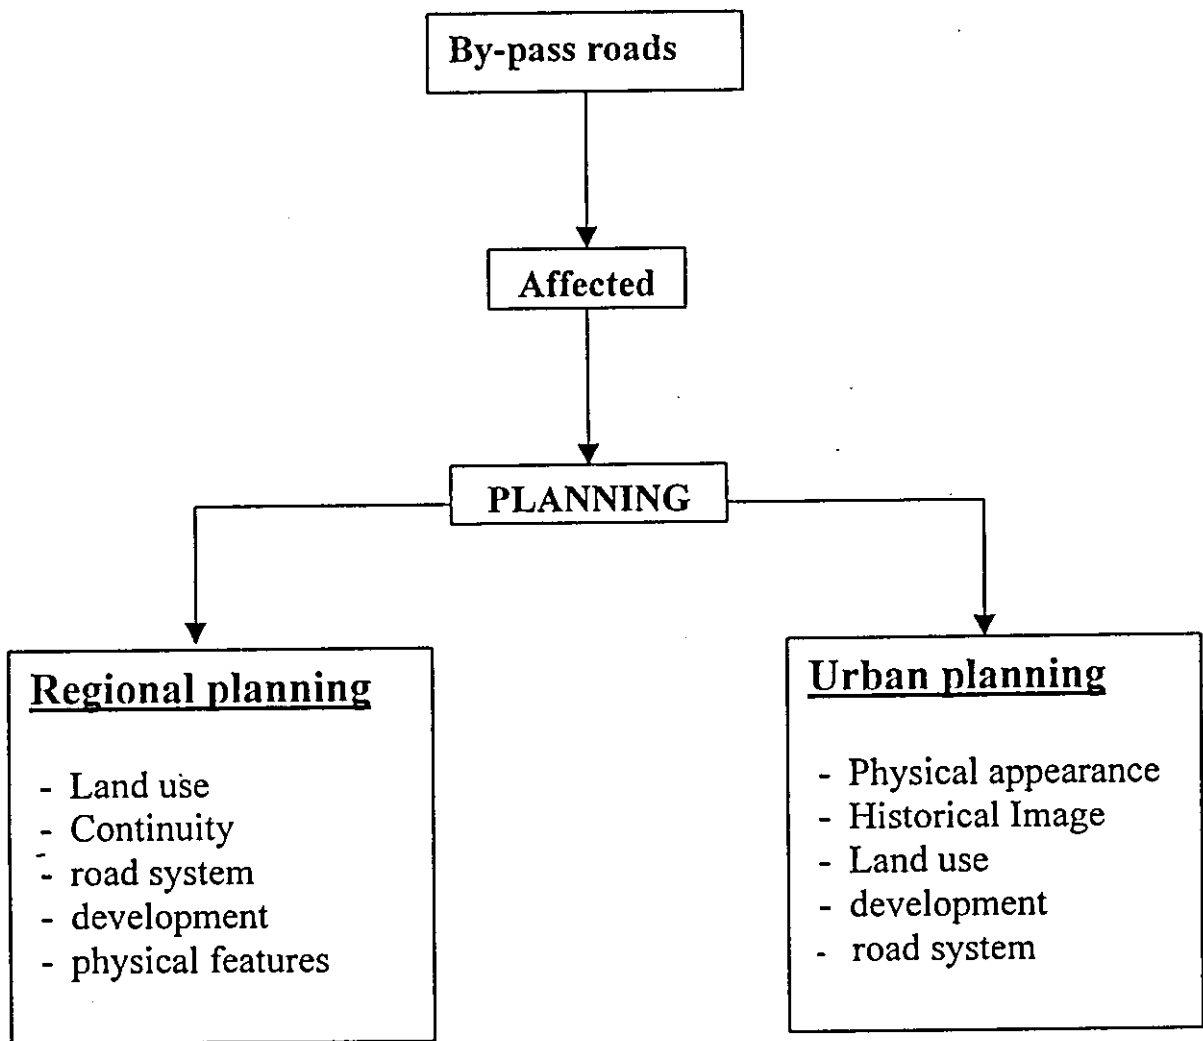 By-pass roads
Affected
PLANNING
Regional planning
- Land use
- Continuity
- road system
- development
- physical features
Urban planning
- Physical appearance
- Historical Image
- Land use
- development
- road system